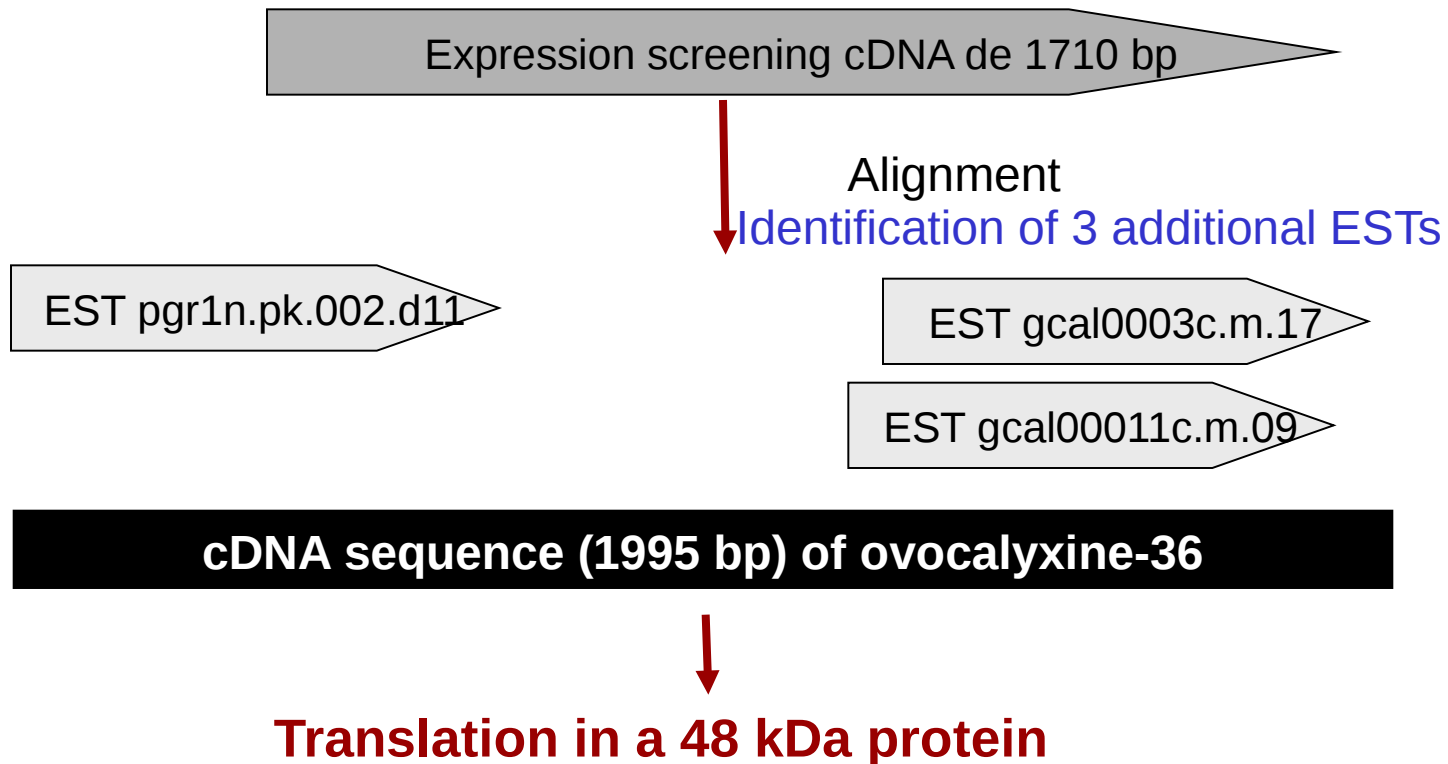 Expression screening cDNA de 1710 bp
Alignment
Identification of 3 additional ESTs
EST pgr1n.pk.002.d11
EST gcal0003c.m.17
EST gcal00011c.m.09
cDNA sequence (1995 bp) of ovocalyxine-36
Translation in a 48 kDa protein